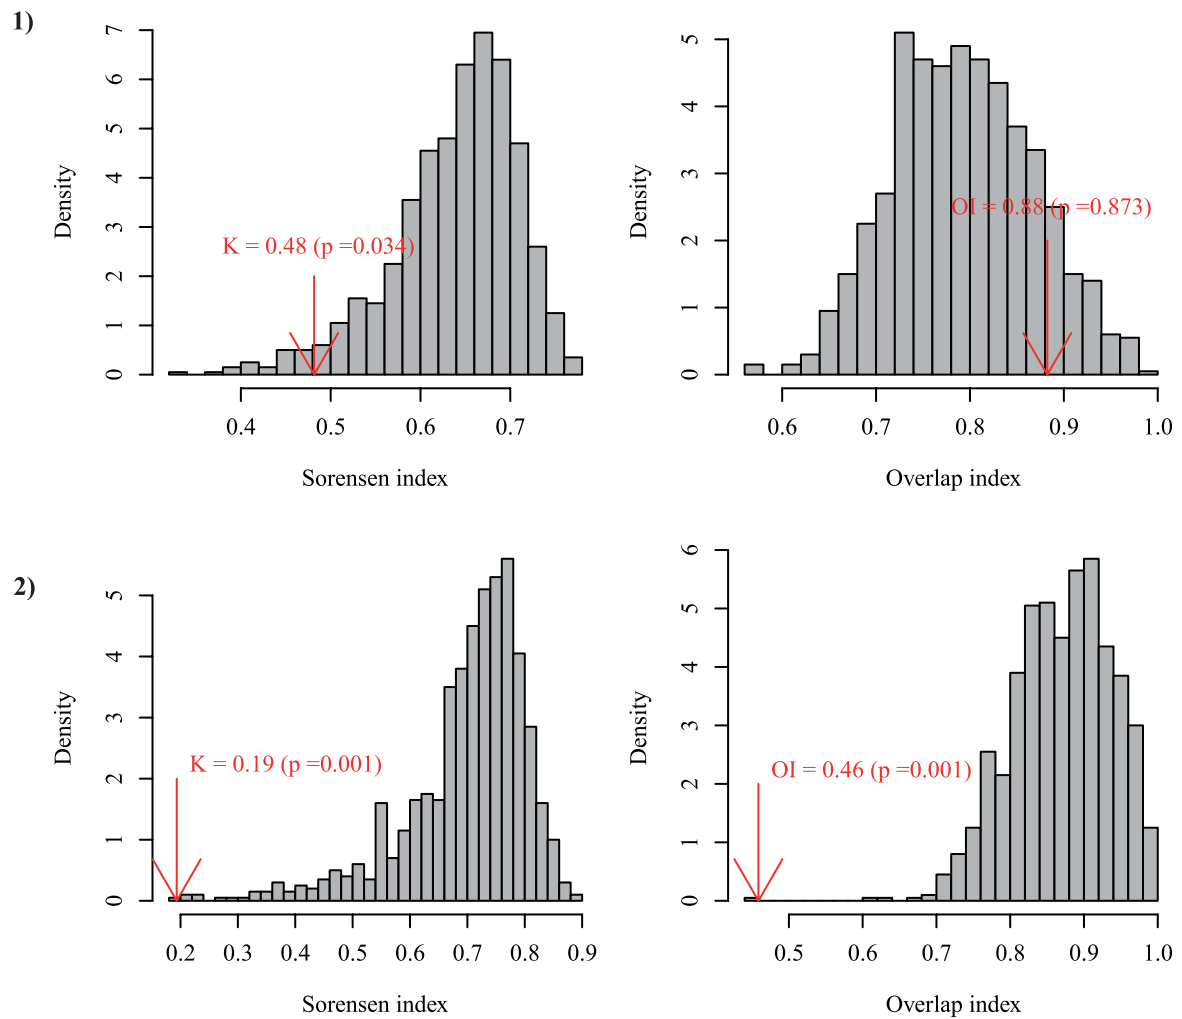 1)
Density
7
6
5
4
3
2
1
0
K = 0.48 (p =0.034)
0.4 0.5 0.6 0.7
Sorensen index
Density
5
4
3
2
1
0
OI = 0.88 (p =0.873)
0.6 0.7 0.8 0.9 1.0
Overlap index
2)
Density
5
4
3
2
1
0
K = 0.19 (p =0.001)
0.2 0.3 0.4 0.5 0.6 0.7 0.8 0.9
Sorensen index
Density
6
5
4
3
2
1
0
OI = 0.46 (p =0.001)
0.5 0.6 0.7 0.8 0.9 1.0
Overlap index